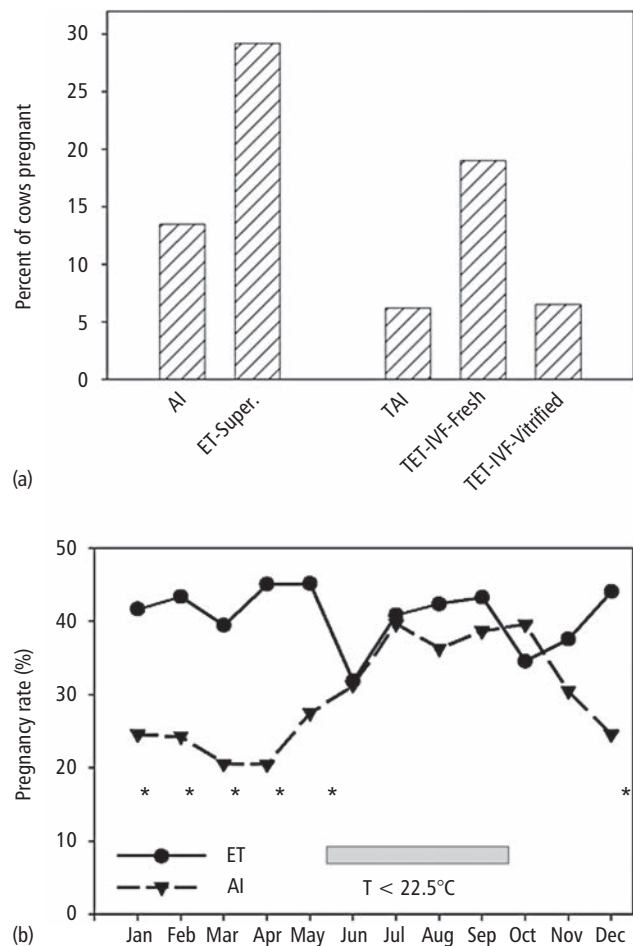 30
25
20
15
10
5
0
Percent of cows pregnant
AI
ET-Super.
TAI
TET-IVF-Fresh
TET-IVF-Vitrified
(a)
50
40
30
20
10
0
Pregnancy rate (%)
* * * * * *
ET
AI
T < 22.5°C
Jan Feb Mar Apr May Jun Jul Aug Sep Oct Nov Dec
(b)